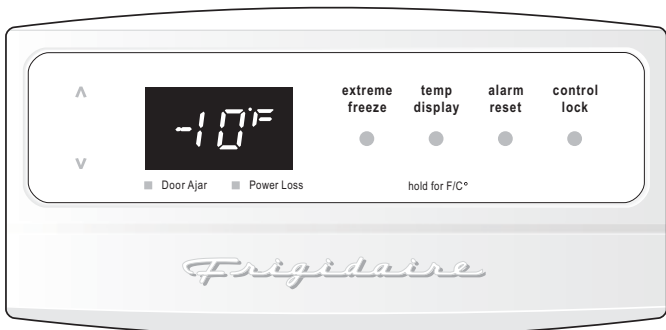 extreme freeze
temp display
alarm reset
control lock
-10°F
Door Ajar
Power Loss
hold for F/C°
Frigidaire